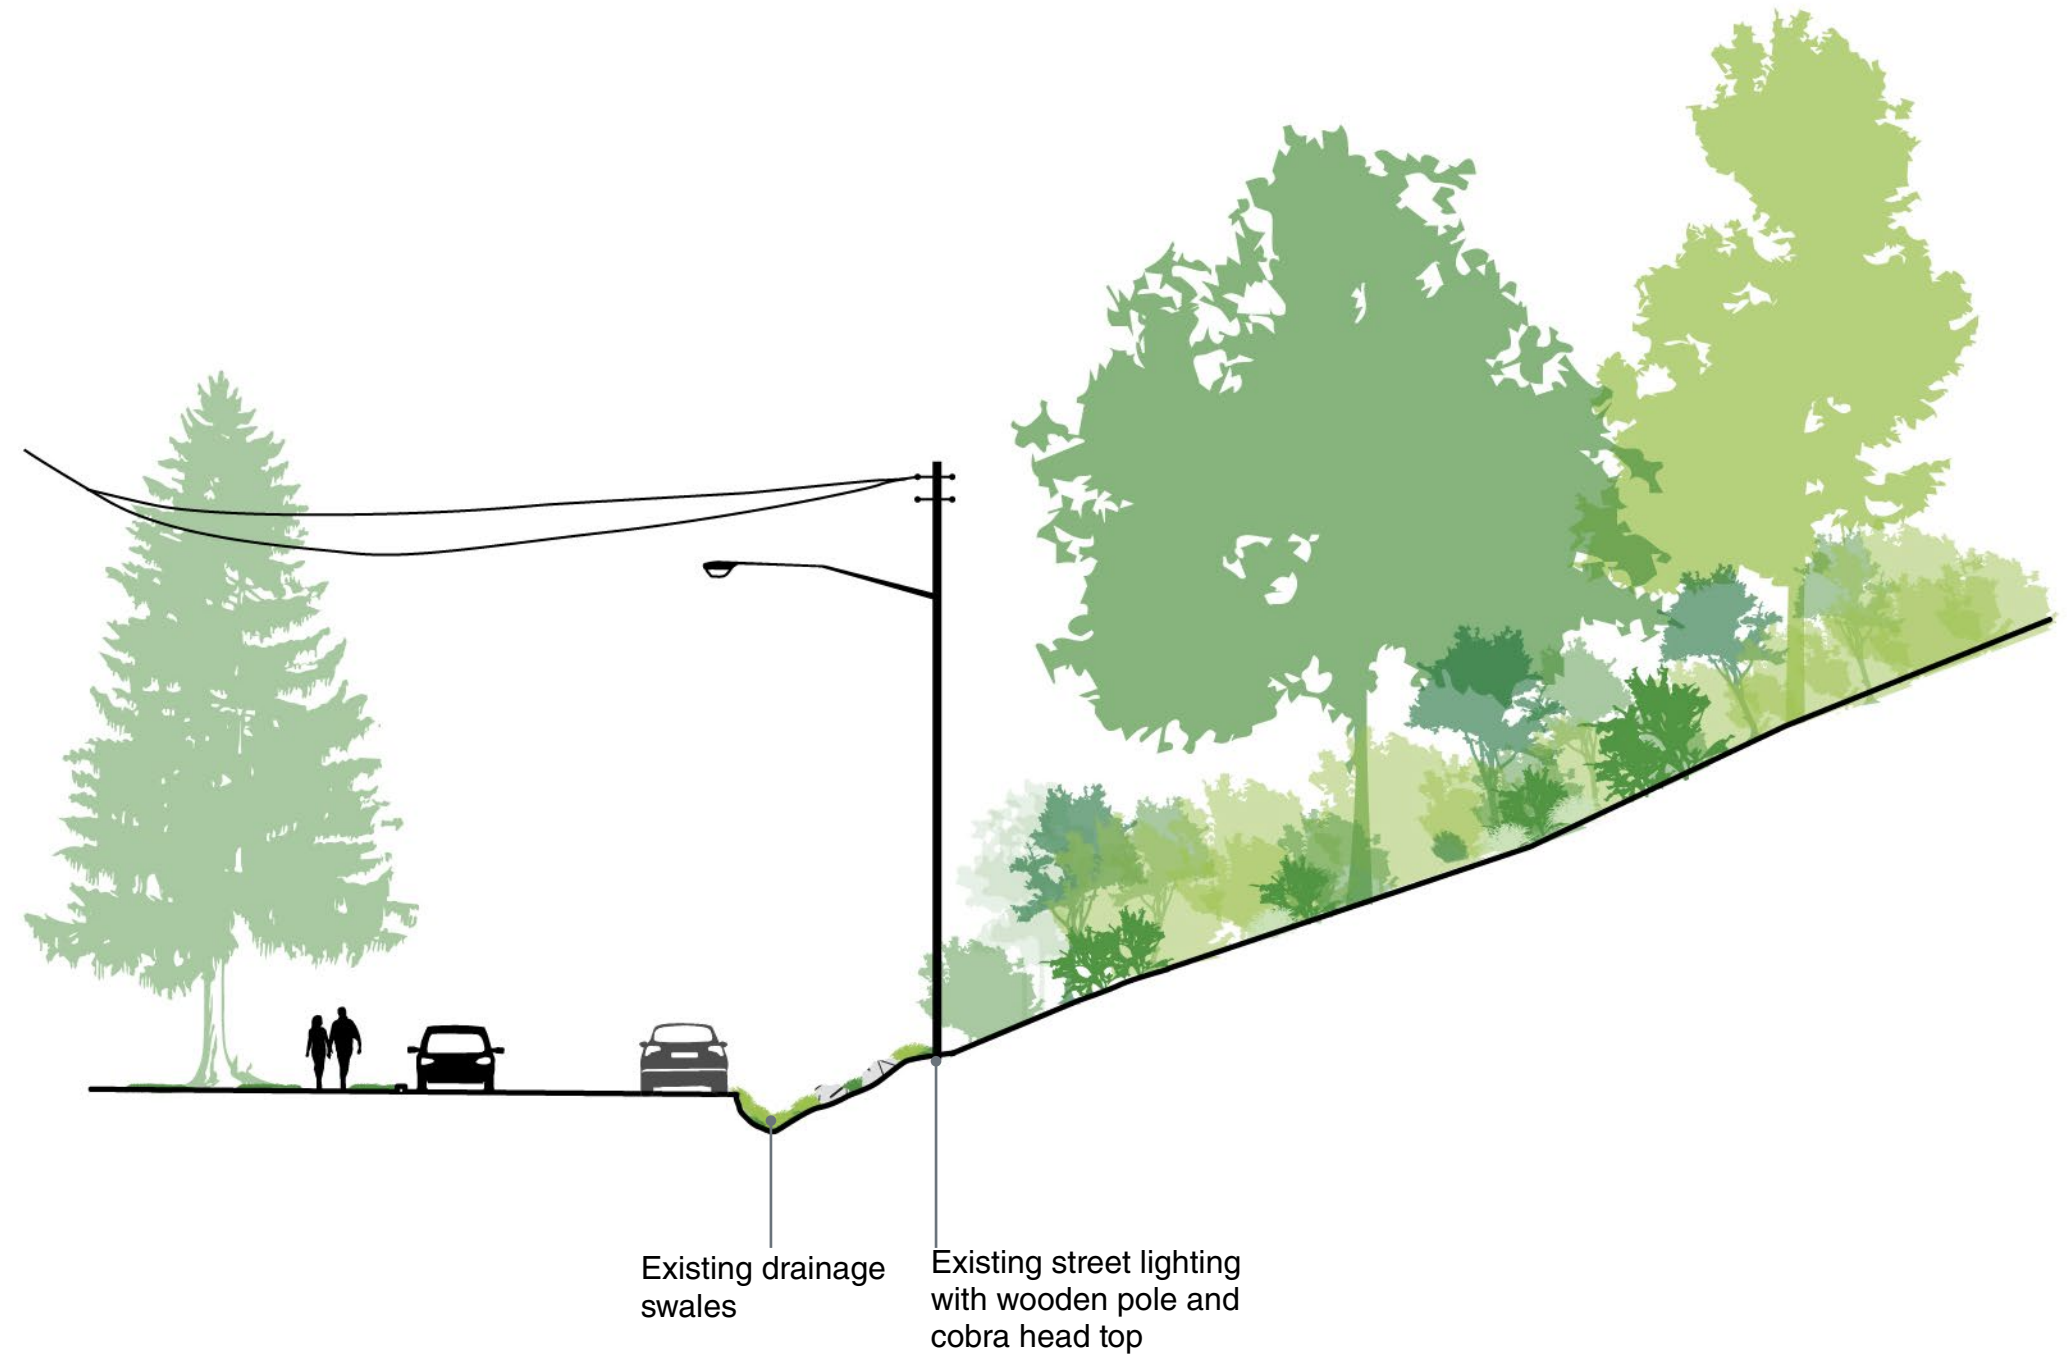 Existing drainage
swales
Existing street lighting
with wooden pole and
cobra head top